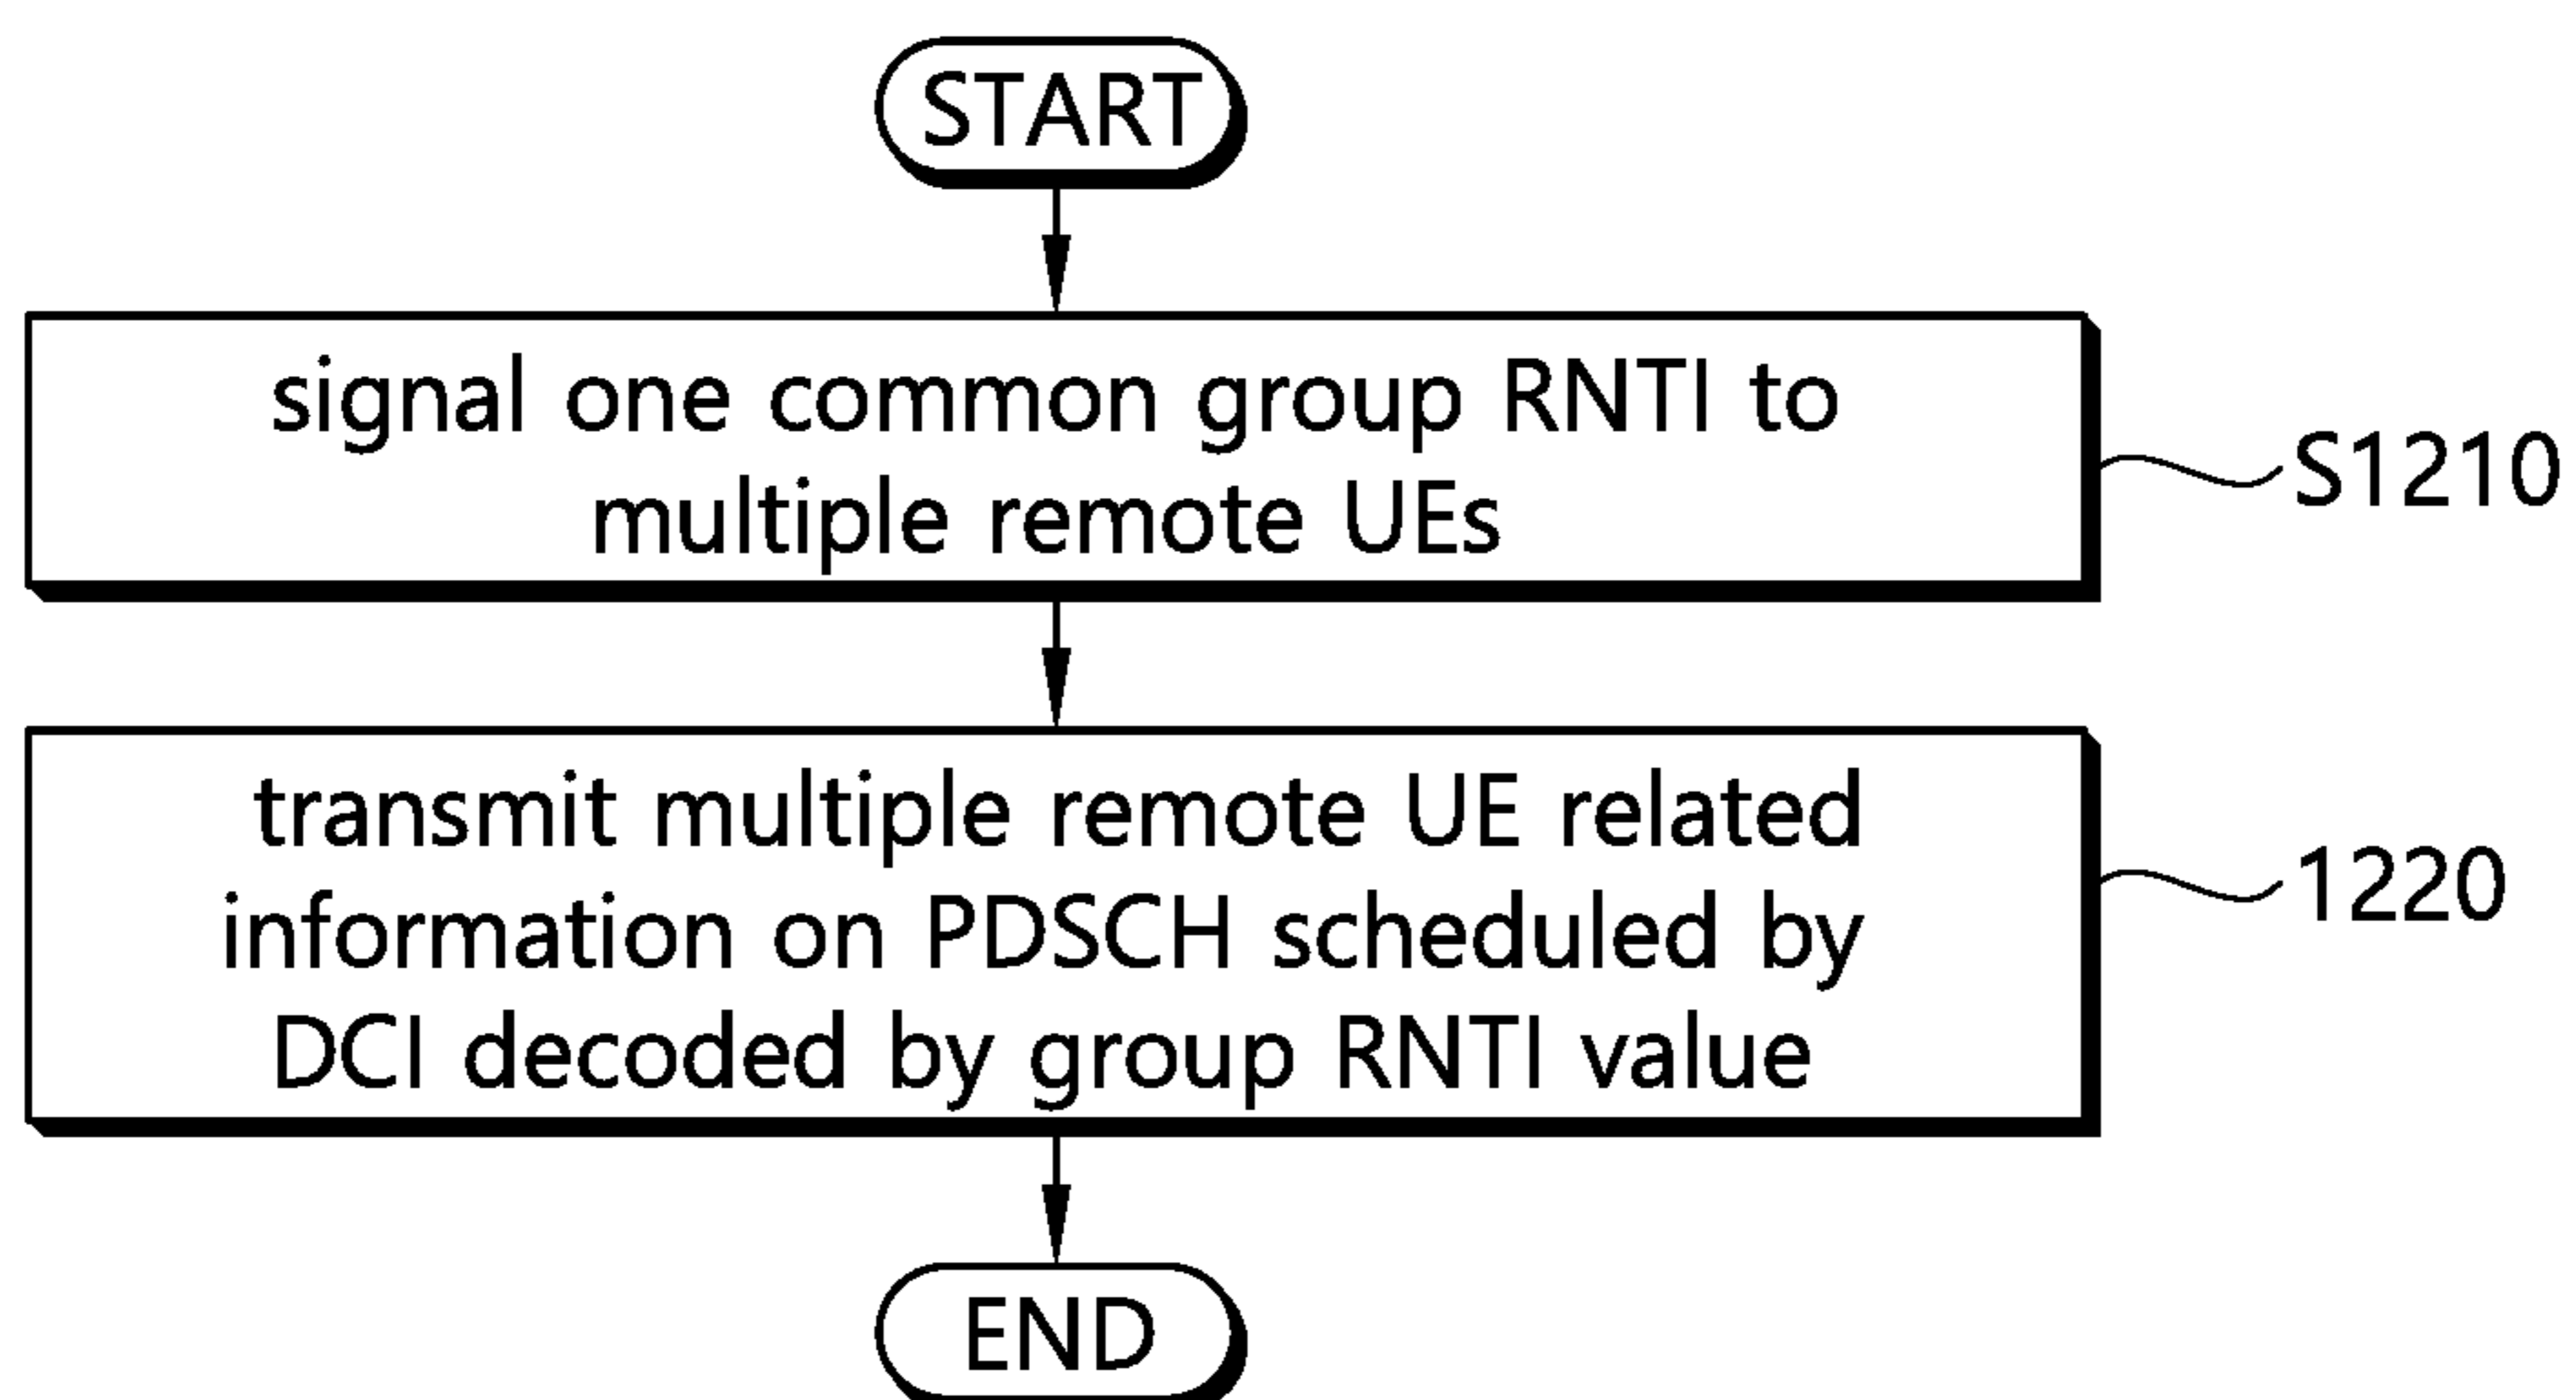 START
signal one common group RNTI to
multiple remote UEs
S1210
transmit multiple remote UE related
information on PDSCH scheduled by
DCI decoded by group RNTI value
1220
END